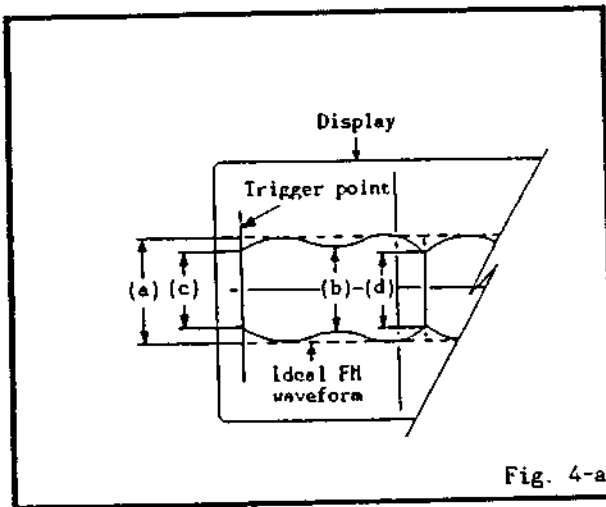 Display
Trigger point
(a) (c) (b)-(d)
Ideal FM
waveform
Fig. 4-a